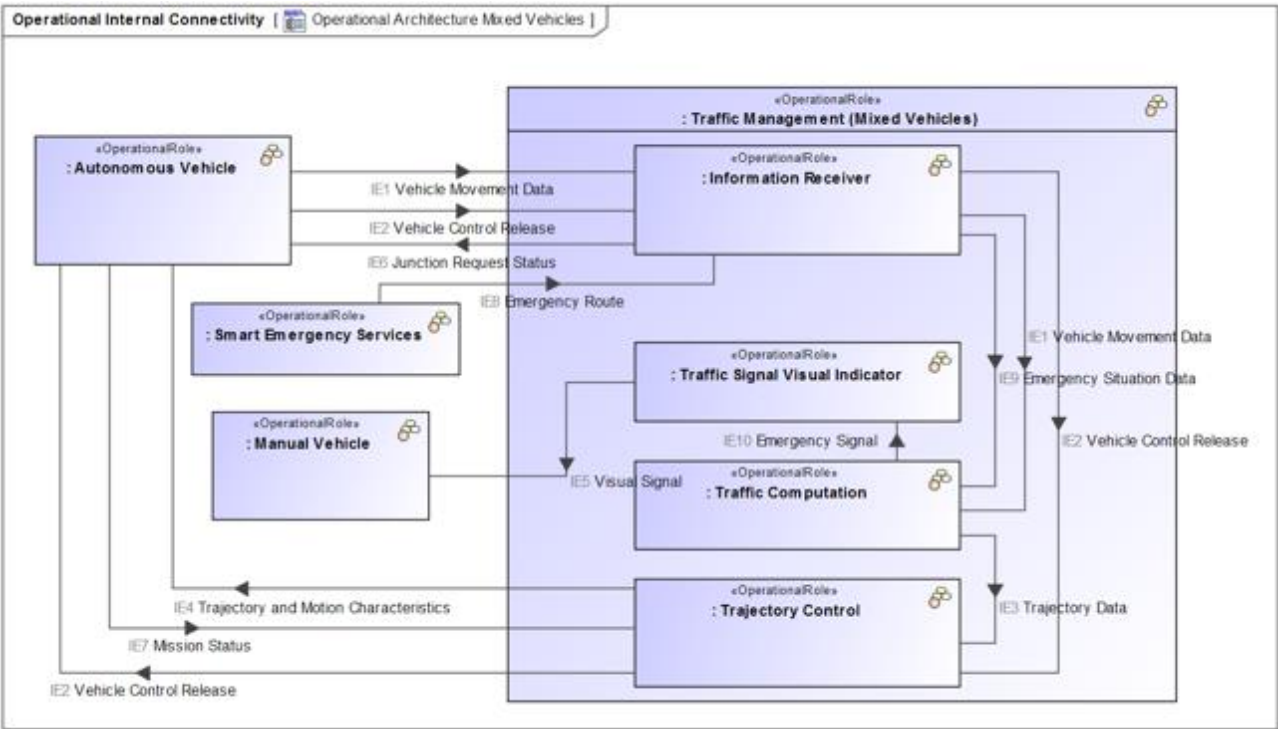 Operational Internal Connectivity [ Operational Architecture Mixed Vehicles ]
«OperationalRole»
: Traffic Management (Mixed Vehicles)
«OperationalRole»
: Autonomous Vehicle
«OperationalRole»
: Information Receiver
IE1 Vehicle Movement Data
IE2 Vehicle Control Release
IE6 Junction Request Status
IE8 Emergency Route
«OperationalRole»
: Smart Emergency Services
IE1 Vehicle Movement Data
«OperationalRole»
: Traffic Signal Visual Indicator
IE9 Emergency Situation Data
«OperationalRole»
: Manual Vehicle
IE10 Emergency Signal
IE2 Vehicle Control Release
IE5 Visual Signal
«OperationalRole»
: Traffic Computation
«OperationalRole»
: Trajectory Control
IE4 Trajectory and Motion Characteristics
IE3 Trajectory Data
IE7 Mission Status
IE2 Vehicle Control Release